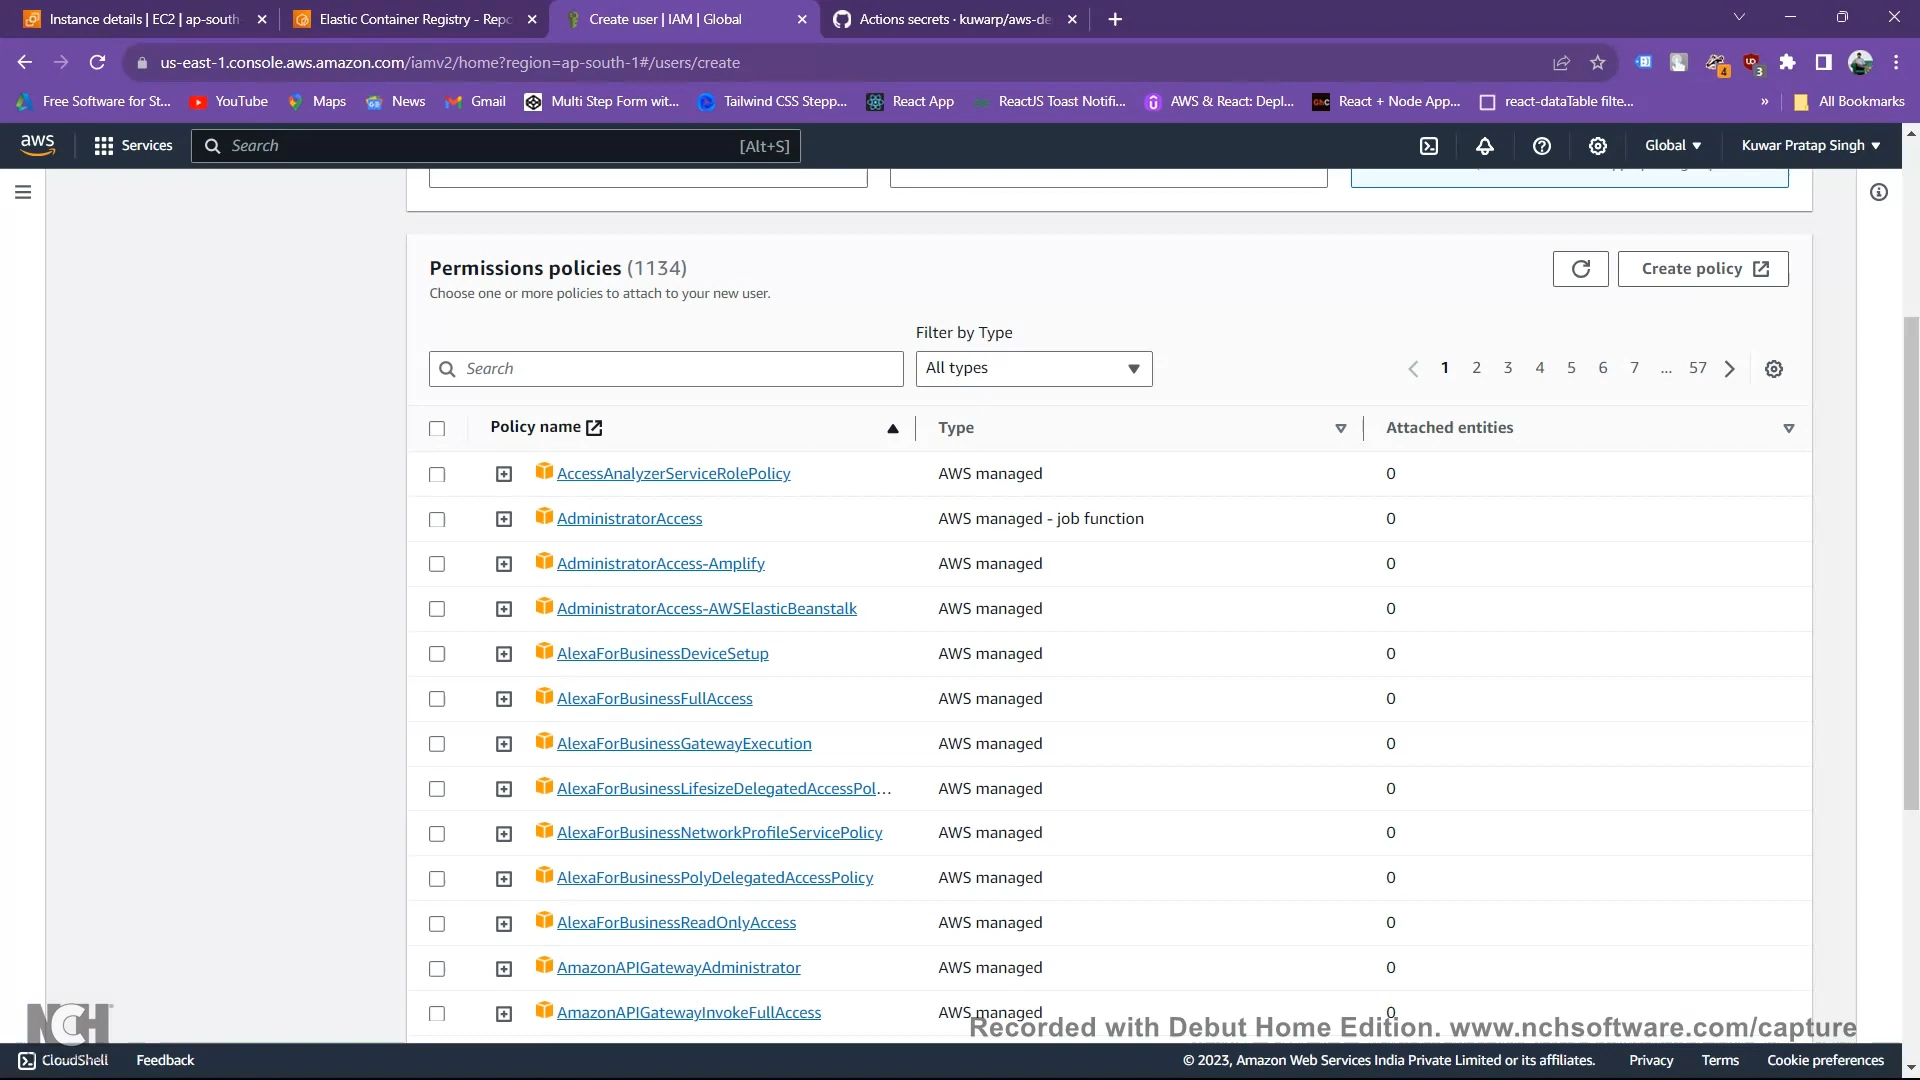 Instance details | EC2 | ap-south
Elastic Container Registry - Repo
Create user | IAM | Global
Actions secrets · kuwarp/aws-de
us-east-1.console.aws.amazon.com/iamv2/home?region=ap-south-1#/users/create
4
3
Free Software for St...
YouTube
Maps
News
Gmail
Multi Step Form wit...
Tailwind CSS Stepp...
React App
ReactJS Toast Notifi...
AWS & React: Depl...
React + Node App...
react-dataTable filte...
»
All Bookmarks
aws
Services
Search
[Alt+S]
Global
Kuwar Pratap Singh
Permissions policies (1134)
Choose one or more policies to attach to your new user.
Create policy
Filter by Type
Search
All types
1 2 3 4 5 6 7 ... 57
Policy name
Type
Attached entities
AccessAnalyzerServiceRolePolicy AWS managed 0
AdministratorAccess AWS managed - job function 0
AdministratorAccess-Amplify AWS managed 0
AdministratorAccess-AWSElasticBeanstalk AWS managed 0
AlexaForBusinessDeviceSetup AWS managed 0
AlexaForBusinessFullAccess AWS managed 0
AlexaForBusinessGatewayExecution AWS managed 0
AlexaForBusinessLifesizeDelegatedAccessPol... AWS managed 0
AlexaForBusinessNetworkProfileServicePolicy AWS managed 0
AlexaForBusinessPolyDelegatedAccessPolicy AWS managed 0
AlexaForBusinessReadOnlyAccess AWS managed 0
AmazonAPIGatewayAdministrator AWS managed 0
AmazonAPIGatewayInvokeFullAccess AWS managed 0
NCH
Recorded with Debut Home Edition. www.nchsoftware.com/capture
CloudShell
Feedback
© 2023, Amazon Web Services India Private Limited or its affiliates.
Privacy
Terms
Cookie preferences